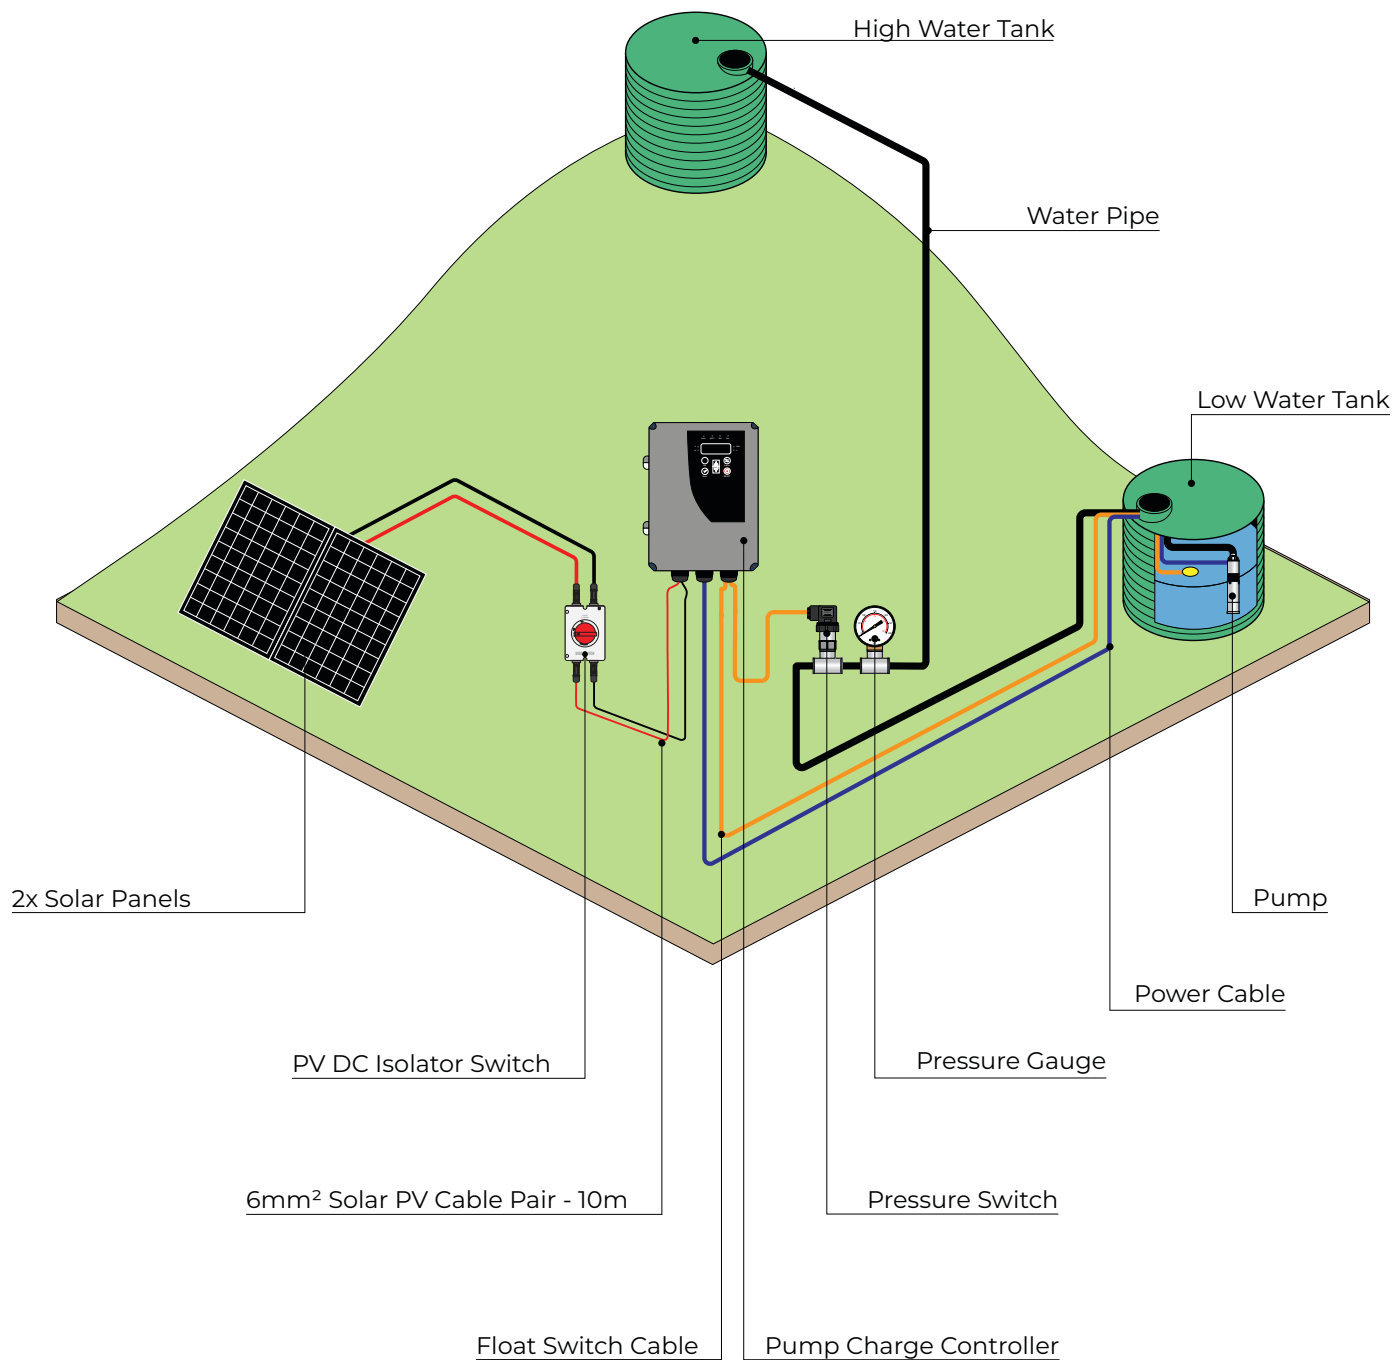 High Water Tank
Water Pipe
Low Water Tank
2x Solar Panels
Pump
Power Cable
PV DC Isolator Switch
Pressure Gauge
6mm² Solar PV Cable Pair - 10m
Pressure Switch
Float Switch Cable
Pump Charge Controller